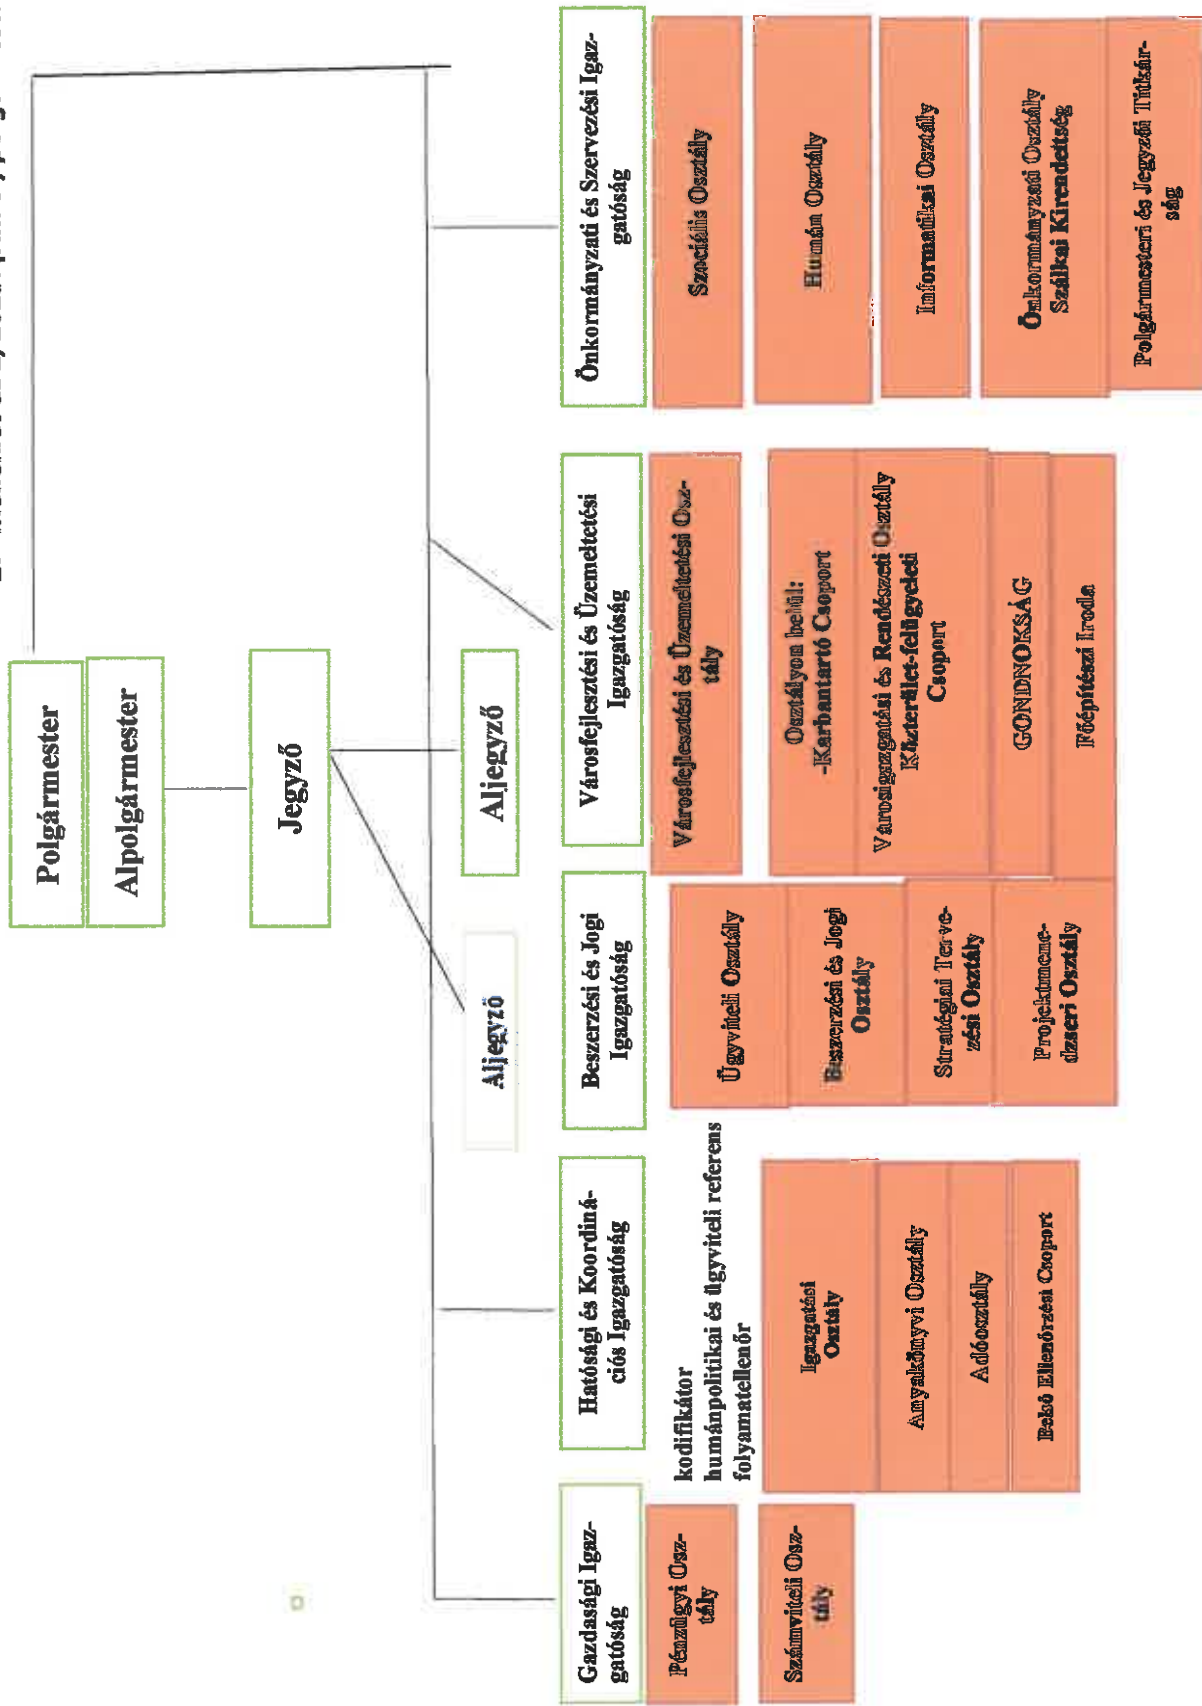 Polgármester
Alpolgármester
Jegyző
Aljegyző
Aljegyző
Gazdasági Igaz-
gatóság
Pénzügyi Osz-
tály
Számviteli Osz-
tály
Hatósági és Koordiná-
ciós Igazgatóság
kodifikátor
humánpolitikai és ügyviteli referens
folyamatellenőr
Igazgatási
Osztály
Anyakönyvi Osztály
Adóosztály
Belső Ellenőrzési Csoport
Beszerzési és Jogi
Igazgatóság
Ügyviteli Osztály
Beszerzési és Jogi
Osztály
Stratégiai Terve-
zési Osztály
Projektmene-
dzseri Osztály
Városfejlesztési és Üzemeltetési
Igazgatóság
Városfejlesztési és Üzemeltetési Osz-
tály
Osztályon belül:
-Karbantartó Csoport
Városigazgatási és Rendészeti Osztály
Közterület-felügyeleti
Csoport
GONDNOKSÁG
Főépítészi Iroda
Önkormányzati és Szervezési Igaz-
gatóság
Szociális Osztály
Humán Osztály
Informatikai Osztály
Önkormányzati Osztály
Szálkai Kirendeltség
Polgármesteri és Jegyzői Titkár-
ság